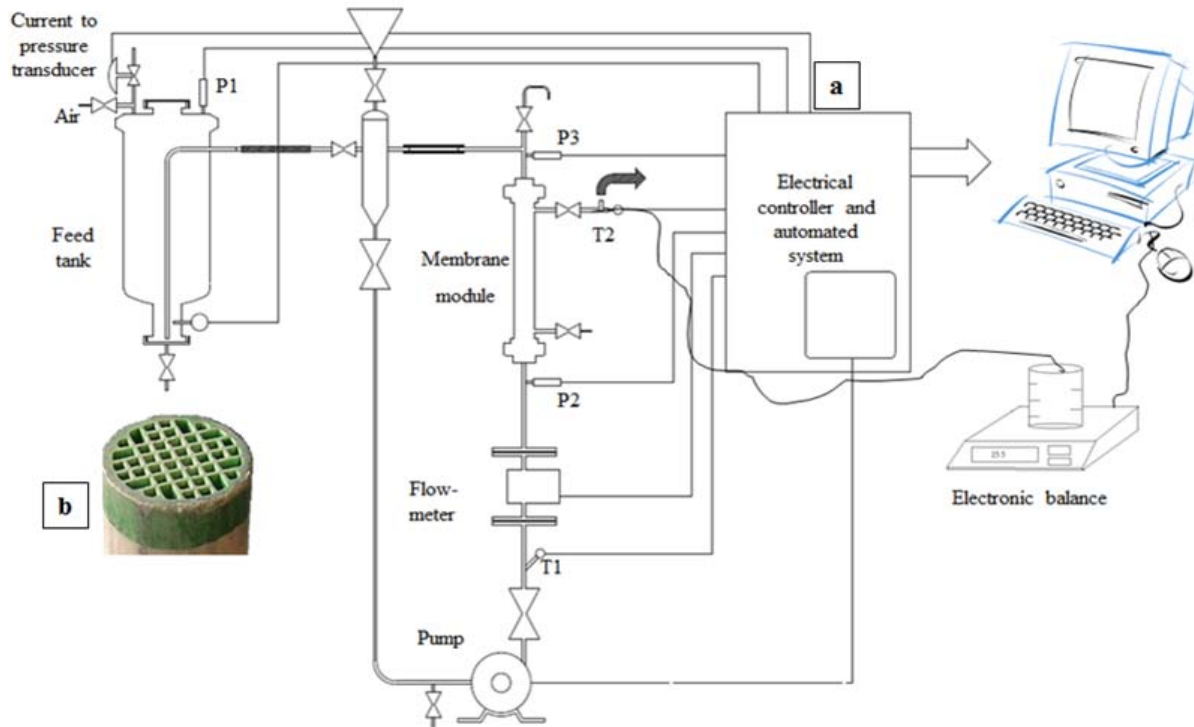 Current to
pressure
transducer
a
P1
Air
P3
Electrical
controller and
automated
system
Feed
tank
T2
Membrane
module
P2
b
Flow-
meter
Electronic balance
T1
Pump